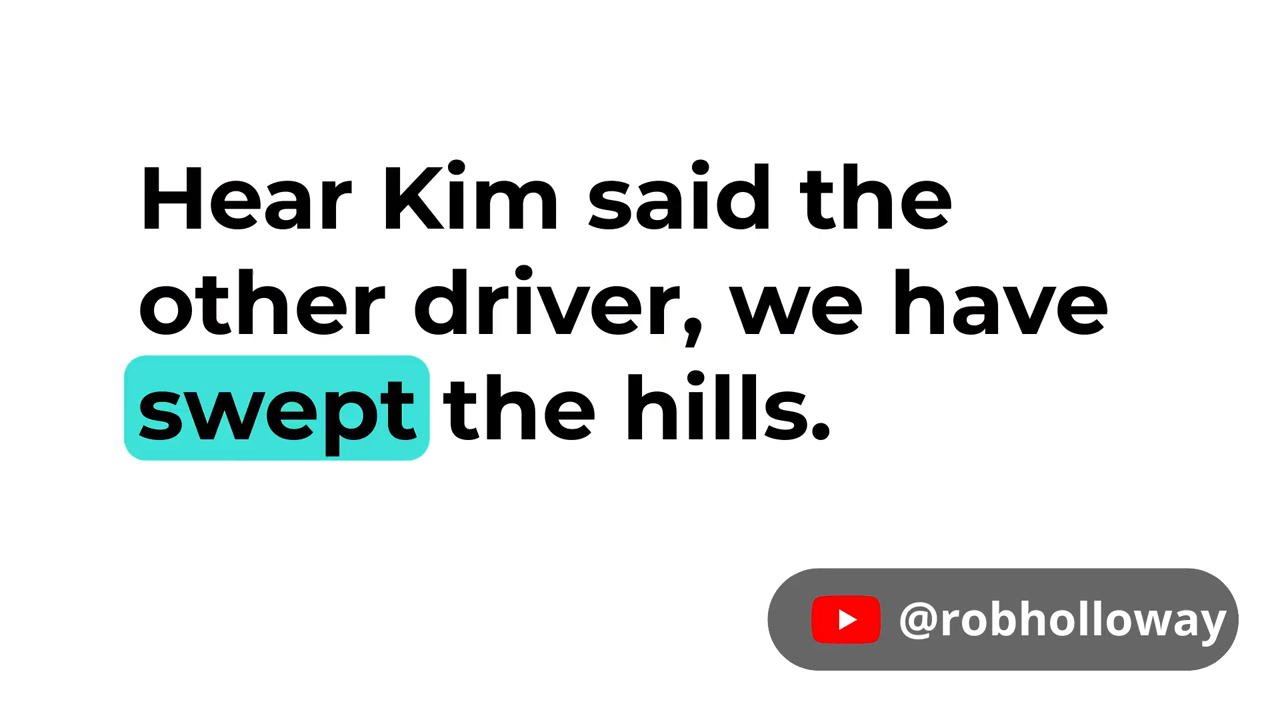 Hear Kim said the
other driver, we have
swept the hills.
@robholloway